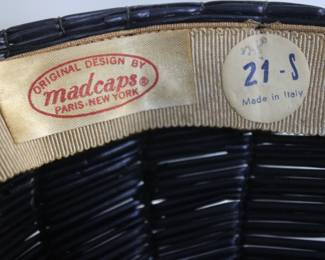 ORIGINAL DESIGN BY
madcaps®
PARIS-NEW YORK
21-S
Made in Italy